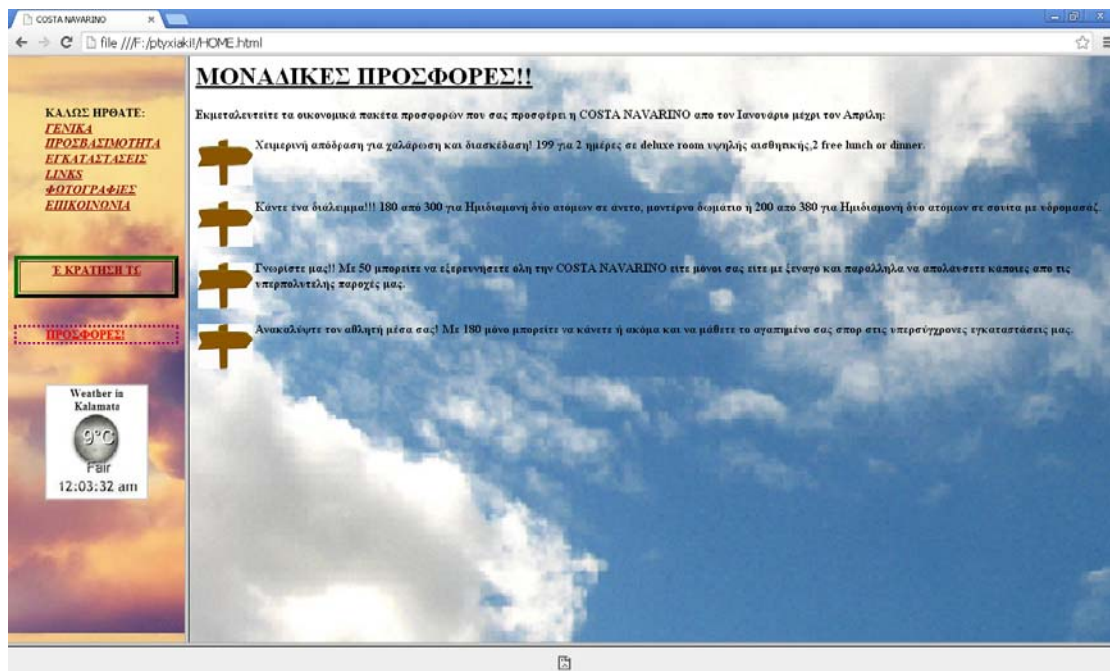 COSTA NAVARINO
file:///F:/ptyxiaki!/HOME.html
ΚΑΛΩΣ ΗΡΘΑΤΕ:
ΓΕΝΙΚΑ
ΠΡΟΣΒΑΣΙΜΟΤΗΤΑ
ΕΓΚΑΤΑΣΤΑΣΕΙΣ
LINKS
ΦΩΤΟΓΡΑΦίΕΣ
ΕΠΙΚΟΙΝΩΝΙΑ
Έ ΚΡΑΤΗΣΗ ΤΩ
ΠΡΟΣΦΟΡΕΣ!
Weather in
Kalamata
9°C
Fair
12:03:32 am
ΜΟΝΑΔΙΚΕΣ ΠΡΟΣΦΟΡΕΣ!!
Εκμεταλευτείτε τα οικονομικά πακέτα προσφορών που σας προσφέρει η COSTA NAVARINO απο τον Ιανουάριο μέχρι τον Απρίλη:
Χειμερινή απόδραση για χαλάρωση και διασκέδαση! 199 για 2 ημέρες σε deluxe room υψηλής αισθητικής,2 free lunch or dinner.
Κάντε ένα διάλειμμα!!! 180 από 300 για Ημιδιαμονή δύο ατόμων σε άνετο, μοντέρνο δωμάτιο ή 200 από 380 για Ημιδιαμονή δύο ατόμων σε σουίτα με υδρομασάζ.
Γνωρίστε μας!! Με 50 μπορείτε να εξερευνήσετε όλη την COSTA NAVARINO είτε μόνοι σας είτε με ξεναγο και παράλληλα να απολάυσετε κάποιες απο τις
υπερπολυτελής παροχές μας.
Ανακαλύψτε τον αθλητή μέσα σας! Με 180 μόνο μπορείτε να κάνετε ή ακόμα και να μάθετε το αγαπημένο σας σπορ στις υπερσύγχρονες εγκαταστάσεις μας.